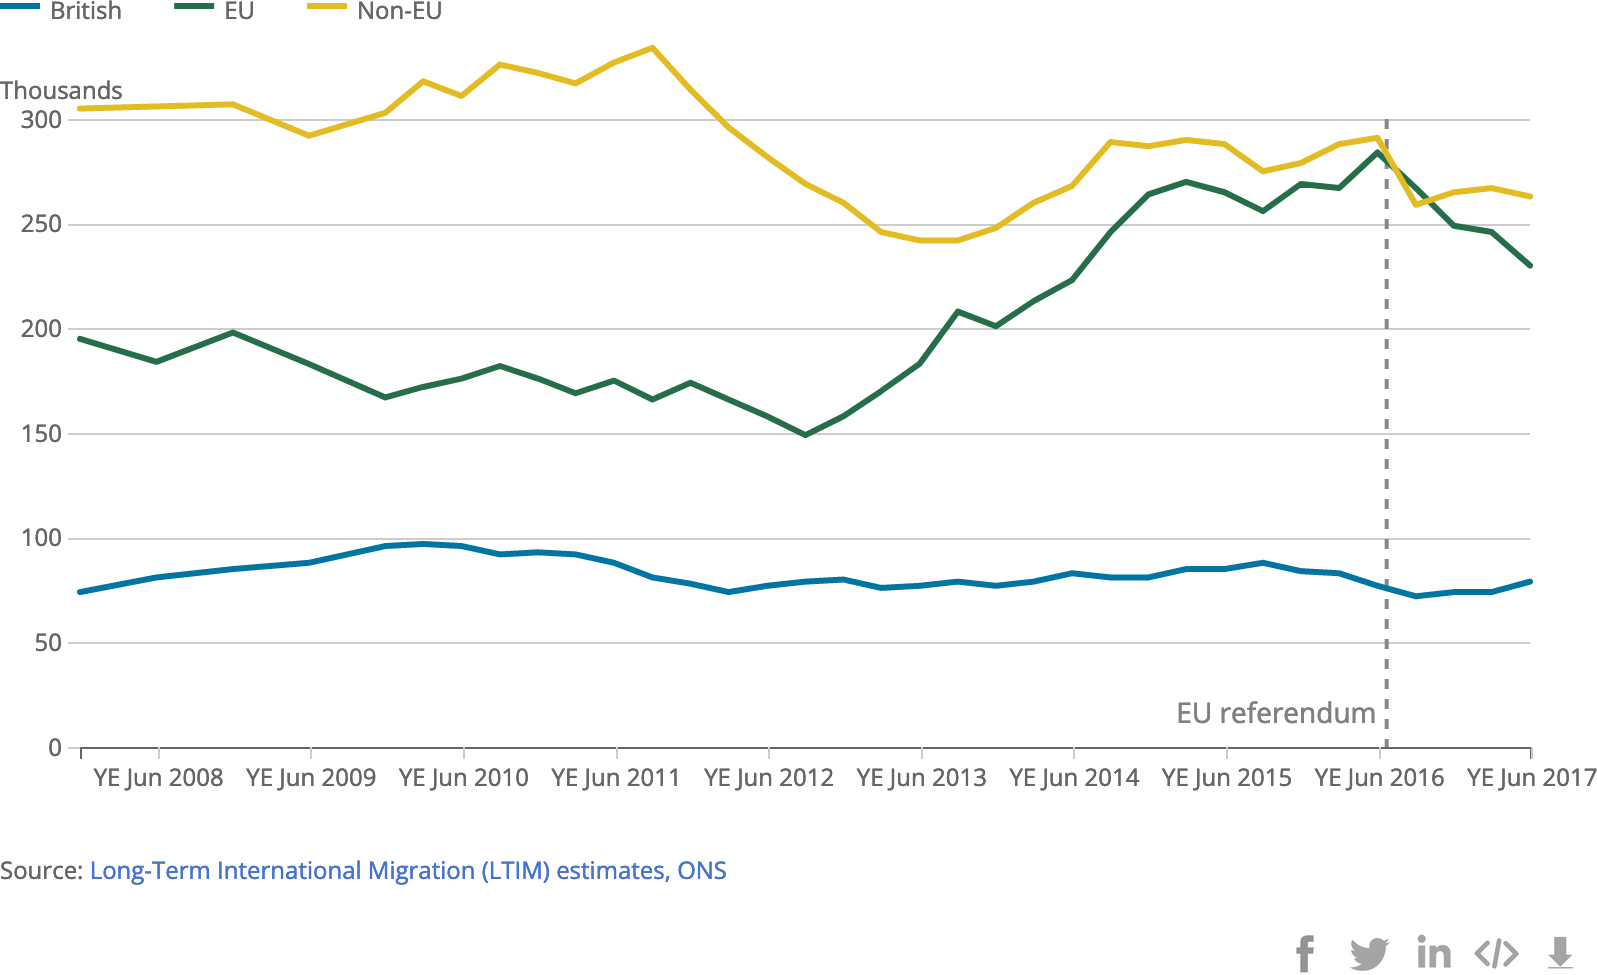 British EU Non-EU
Thousands
300
250
200
150
100
50
EU referendum
0
YE Jun 2008 YE Jun 2009 YE Jun 2010 YE Jun 2011 YE Jun 2012 YE Jun 2013 YE Jun 2014 YE Jun 2015 YE Jun 2016 YE Jun 2017
Source: Long-Term International Migration (LTIM) estimates, ONS